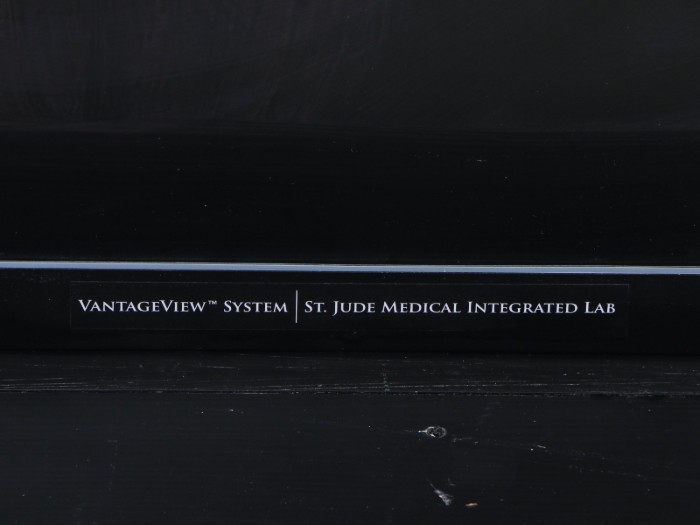 VantageView™ System | St. Jude Medical Integrated Lab